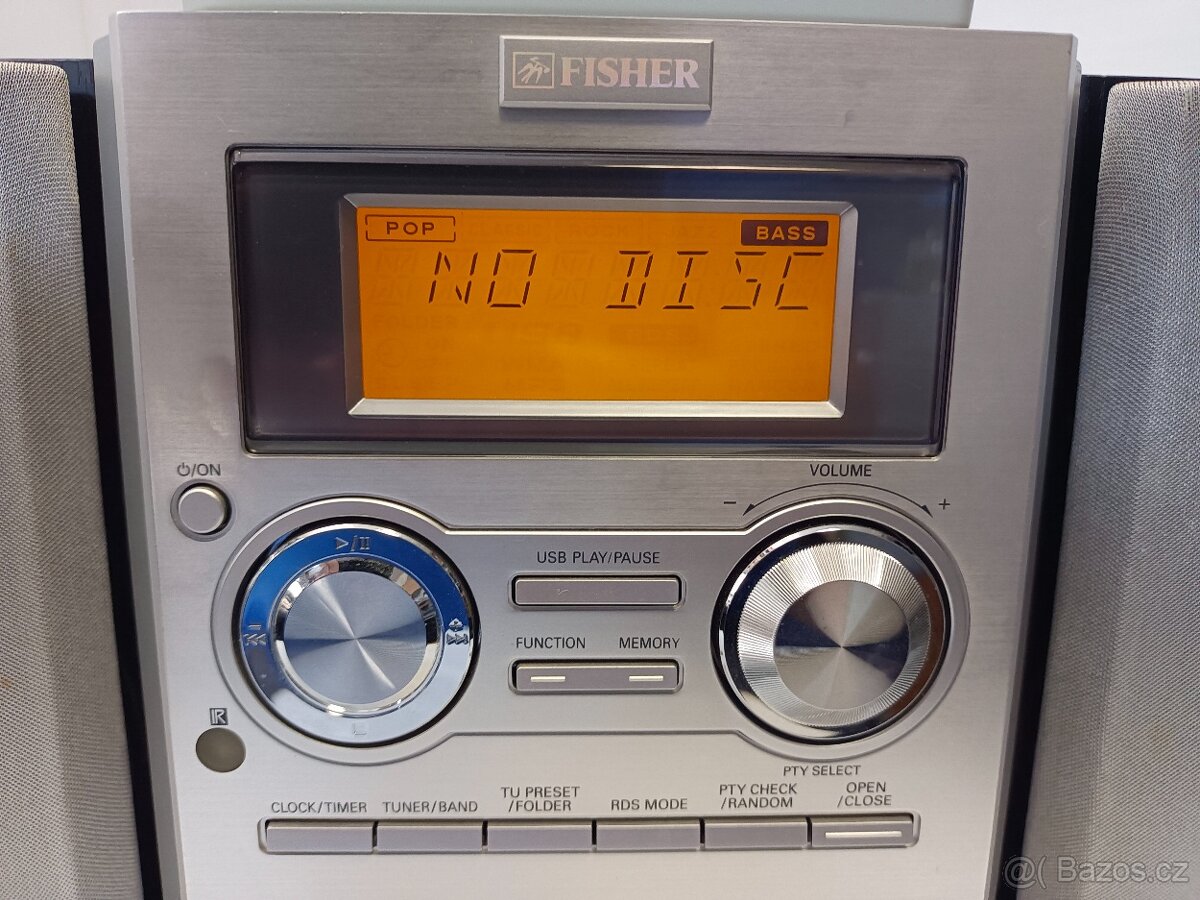 FISHER
POP
BASS
NO DISC
⏻/ON
VOLUME
− +
▷/II
USB PLAY/PAUSE
− +
FUNCTION MEMORY
R
PTY SELECT
CLOCK/TIMER
TUNER/BAND
TU PRESET
/FOLDER
RDS MODE
PTY CHECK
/RANDOM
OPEN
/CLOSE
@( Bazos.cz